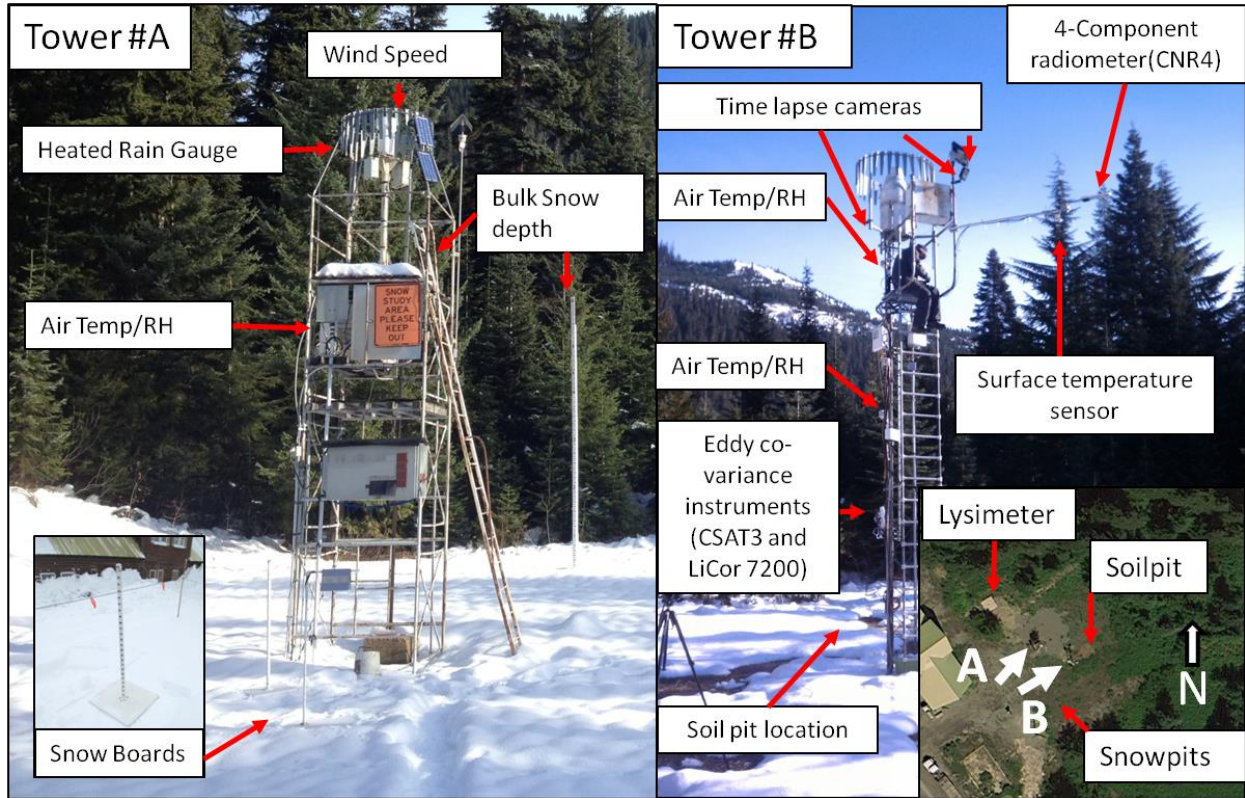 Tower #A
Wind Speed
Heated Rain Gauge
Bulk Snow
depth
Air Temp/RH
SNOW
STUDY
AREA
PLEASE
KEEP
OUT
Snow Boards
Tower #B
4-Component
radiometer(CNR4)
Time lapse cameras
Air Temp/RH
Air Temp/RH
Surface temperature
sensor
Eddy co-
variance
instruments
(CSAT3 and
LiCor 7200)
Soil pit location
Lysimeter
Soilpit
A
B
N
Snowpits